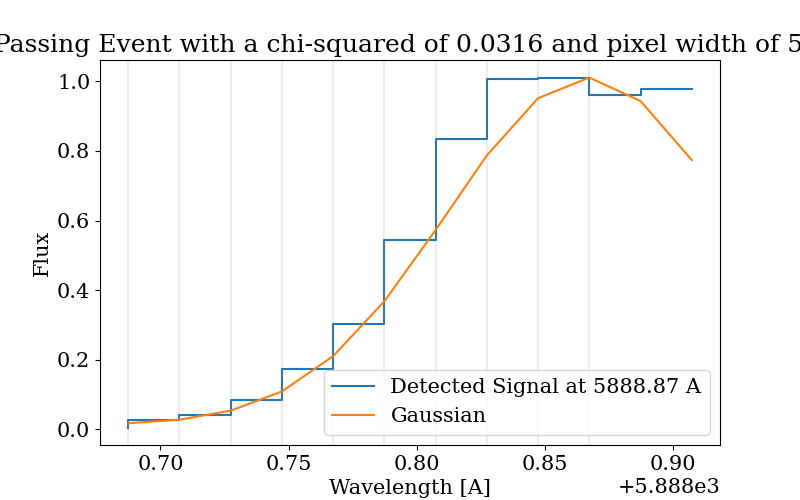 Passing Event with a chi-squared of 0.0316 and pixel width of 5
1.0
0.8
0.6
0.4
0.2
0.0
Flux
Detected Signal at 5888.87 A
Gaussian
0.70 0.75 0.80 0.85 0.90
+5.888e3
Wavelength [A]